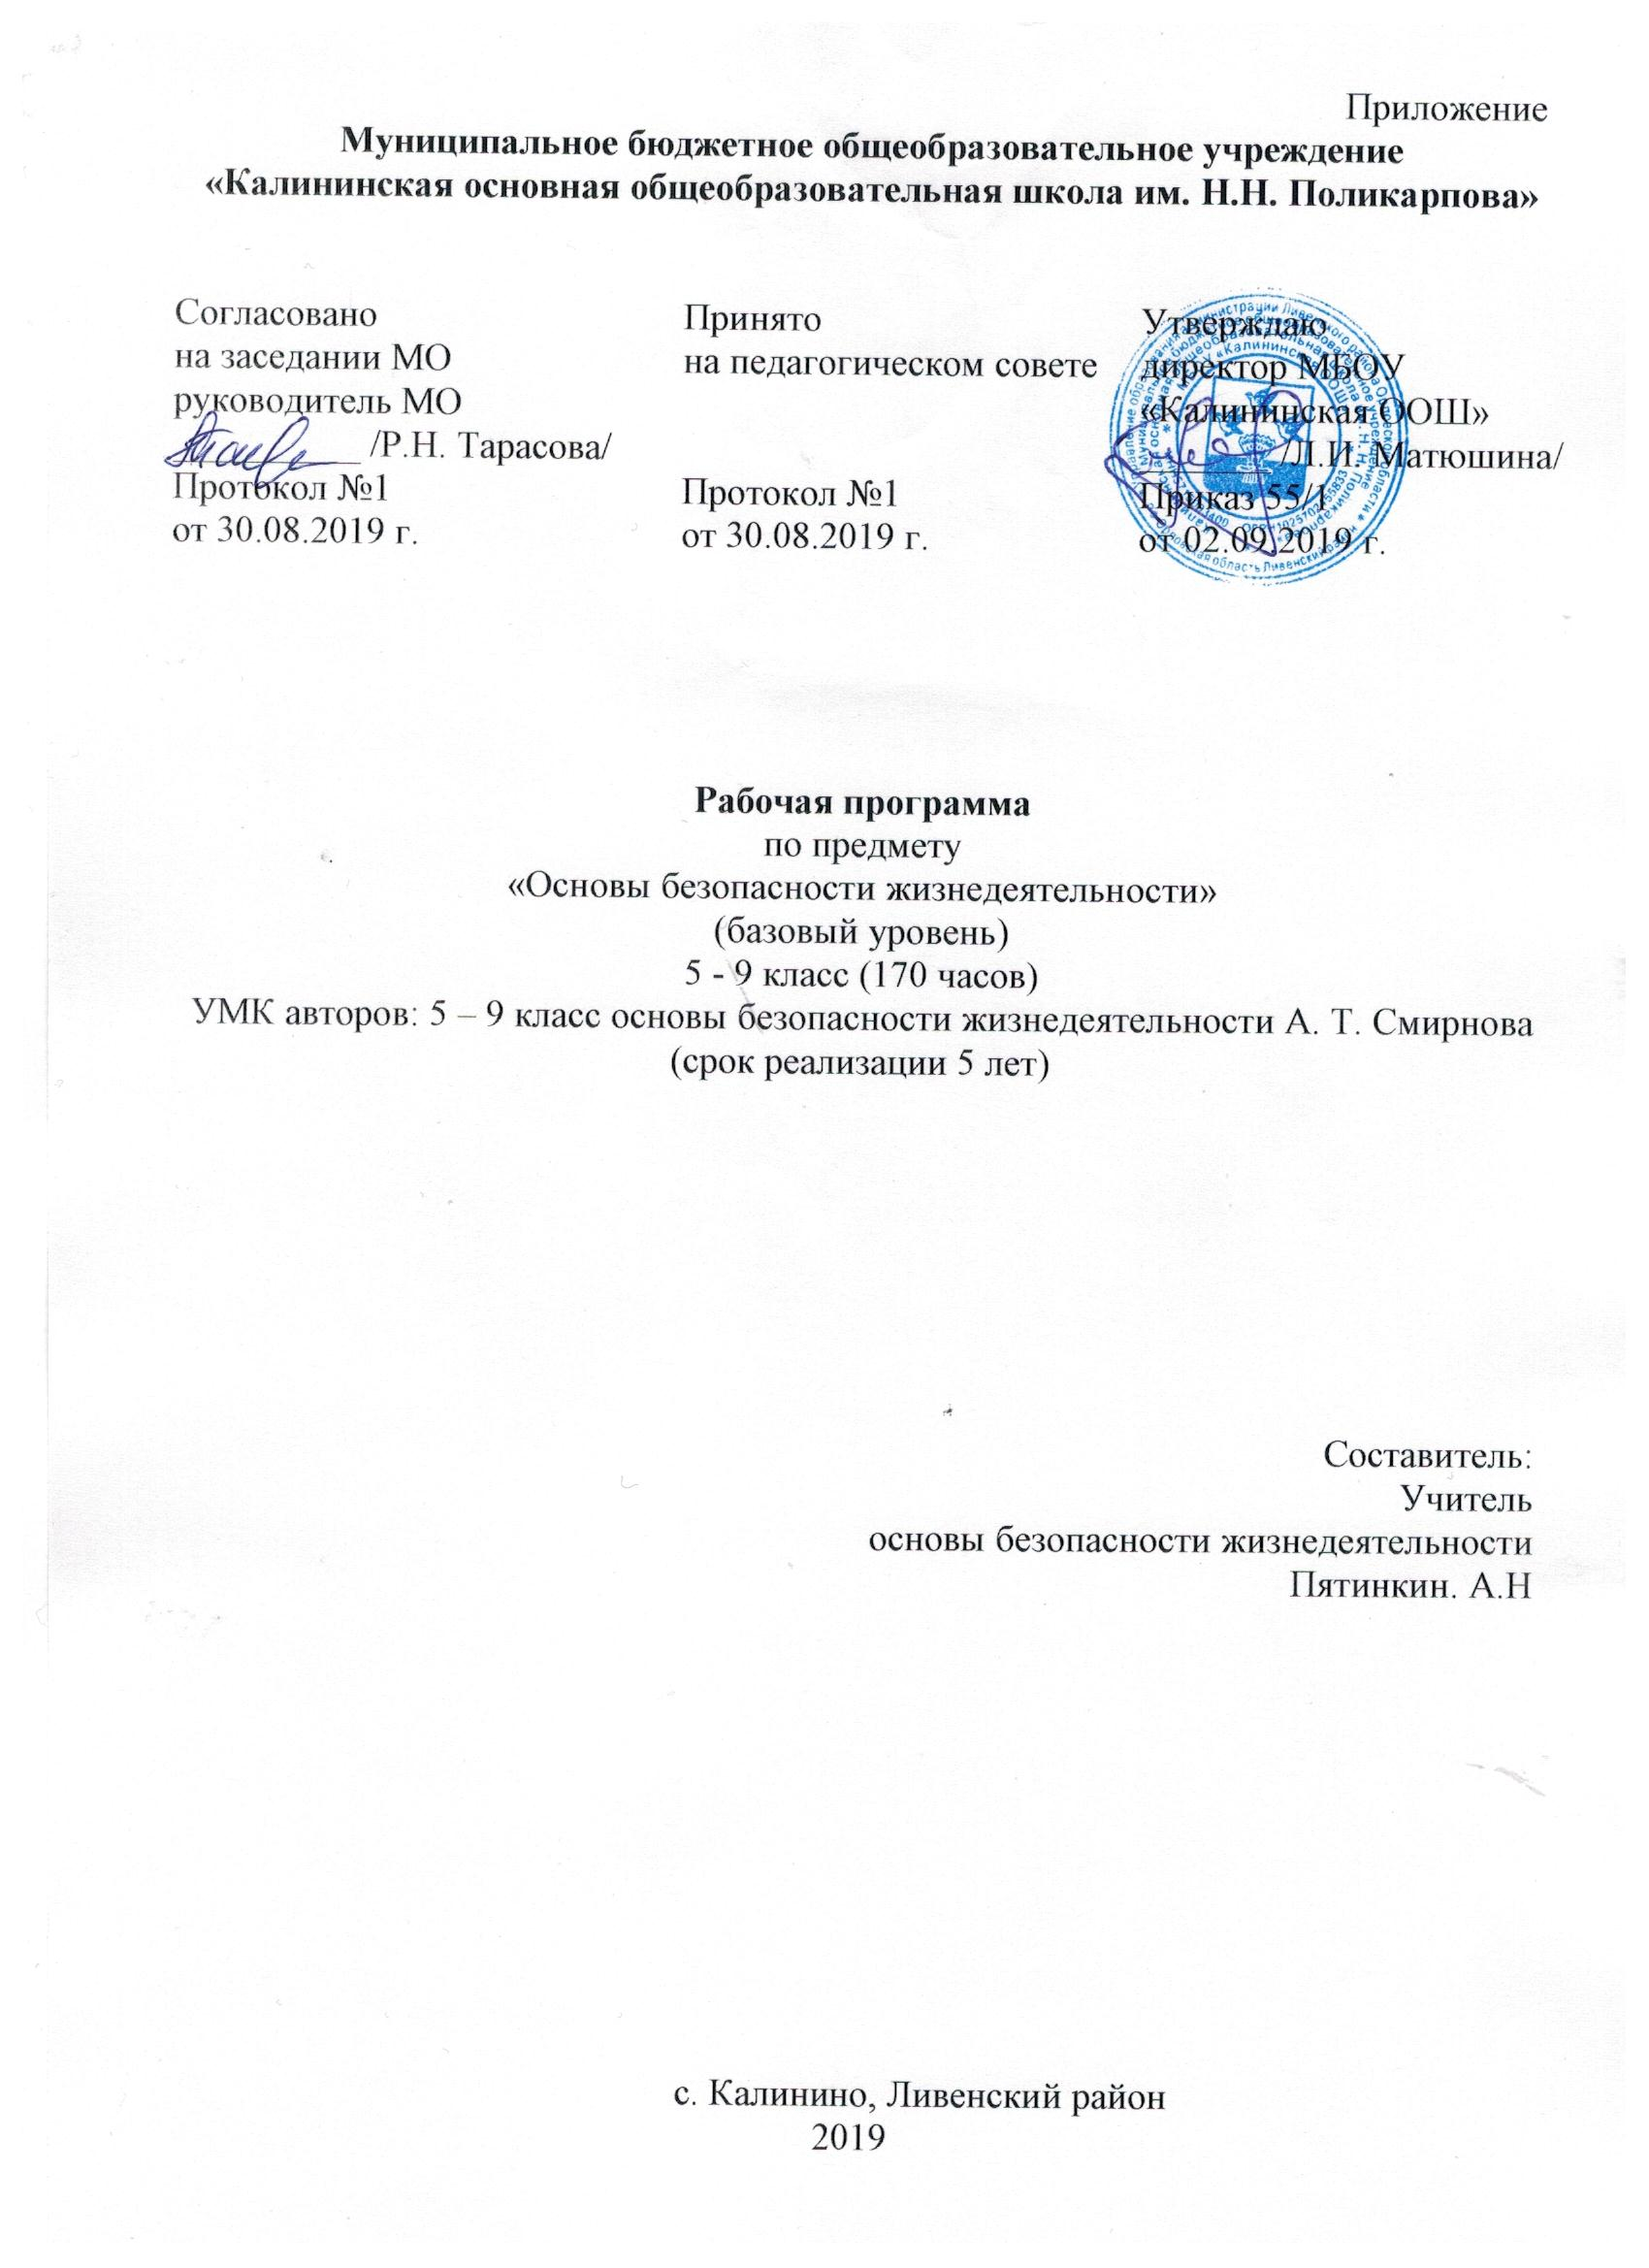 Приложение
Муниципальное бюджетное общеобразовательное учреждение
«Калининская основная общеобразовательная школа им. Н.Н. Поликарпова»
Согласовано
на заседании МО
руководитель МО
/Р.Н. Тарасова/
Протокол №1
от 30.08.2019 г.
Принято
на педагогическом совете
Протокол №1
от 30.08.2019 г.
Утверждаю
директор МБОУ
«Калининская ООШ»
/Л.И. Матюшина/
Приказ 55/1
от 02.09.2019 г.
Рабочая программа
по предмету
«Основы безопасности жизнедеятельности»
(базовый уровень)
5 - 9 класс (170 часов)
УМК авторов: 5 – 9 класс основы безопасности жизнедеятельности А. Т. Смирнова
(срок реализации 5 лет)
Составитель:
Учитель
основы безопасности жизнедеятельности
Пятинкин. А.Н
с. Калинино, Ливенский район
2019